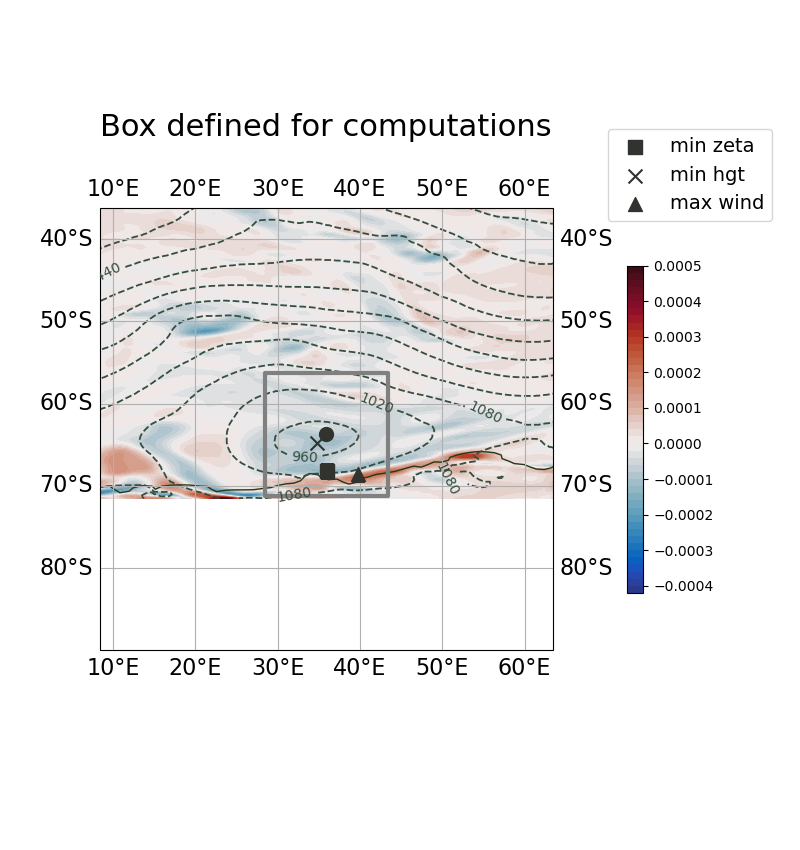 Box defined for computations
min zeta
min hgt
max wind
10°E 20°E 30°E 40°E 50°E 60°E
40°S 40°S
50°S 50°S
60°S 60°S
70°S 70°S
80°S 80°S
10°E 20°E 30°E 40°E 50°E 60°E
1020
1080
960
1080
1080
0.0005
0.0004
0.0003
0.0002
0.0001
0.0000
−0.0001
−0.0002
−0.0003
−0.0004